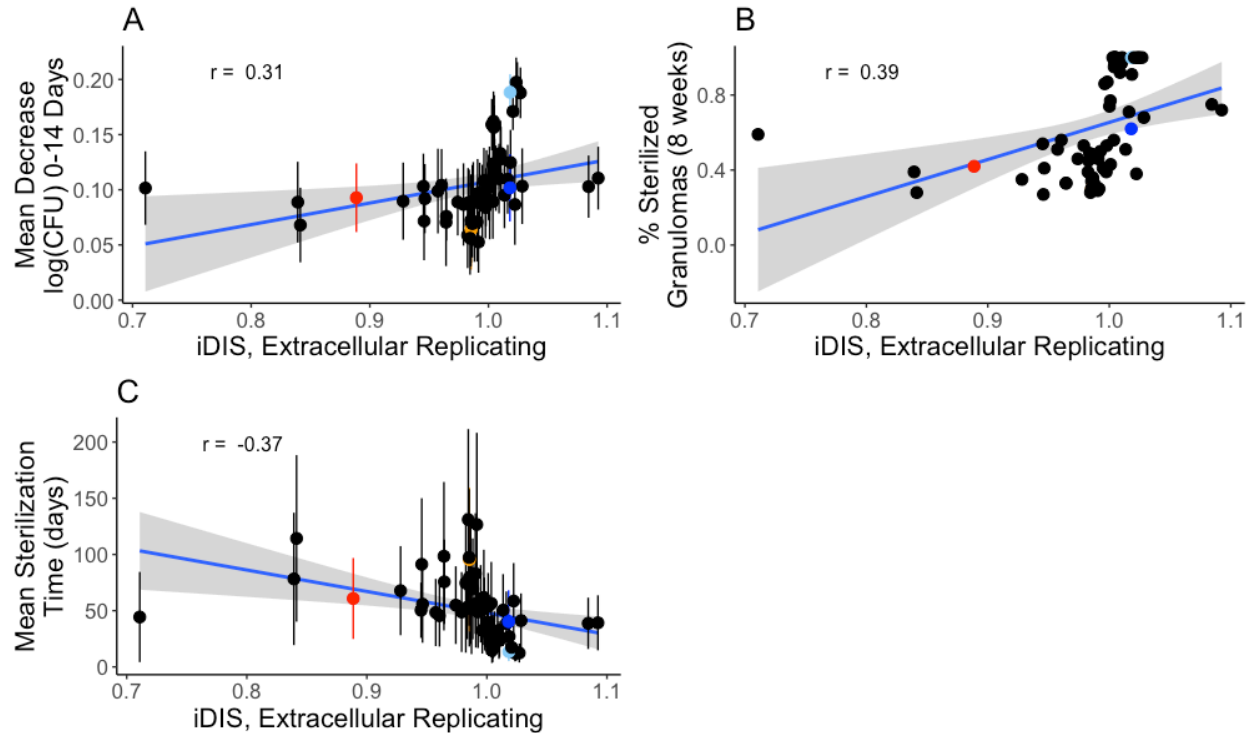 A
Mean Decrease
log(CFU) 0-14 Days
r = 0.31
0.20
0.15
0.10
0.05
0.00
0.7 0.8 0.9 1.0 1.1
iDIS, Extracellular Replicating
B
% Sterilized
Granulomas (8 weeks)
r = 0.39
0.8
0.4
0.0
0.7 0.8 0.9 1.0 1.1
iDIS, Extracellular Replicating
C
Mean Sterilization
Time (days)
r = -0.37
200
150
100
50
0
0.7 0.8 0.9 1.0 1.1
iDIS, Extracellular Replicating